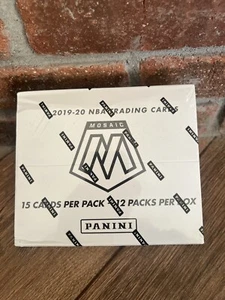 2019-20 NBA TRADING CARDS
MOSAIC
15 CARDS PER PACK 12 PACKS PER BOX
PANINI